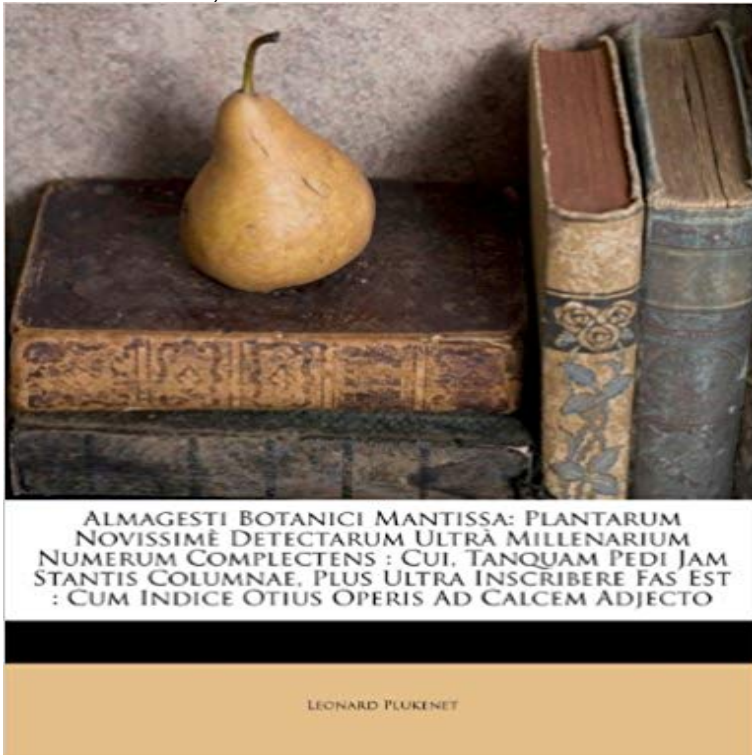 ALMAGESTI BOTANICI MANTISSA: PLANTARUM
NOVISSIMÈ DETECTARUM ULTRÀ MILLENARIUM
NUMERUM COMPLECTENS : CUI, TANQUAM PEDI JAM
STANTIS COLUMNAE, PLUS ULTRA INSCRIBERE FAS EST
: CUM INDICE OTIUS OPERIS AD CALCEM ADJECTO
LEONARD PLUKENET